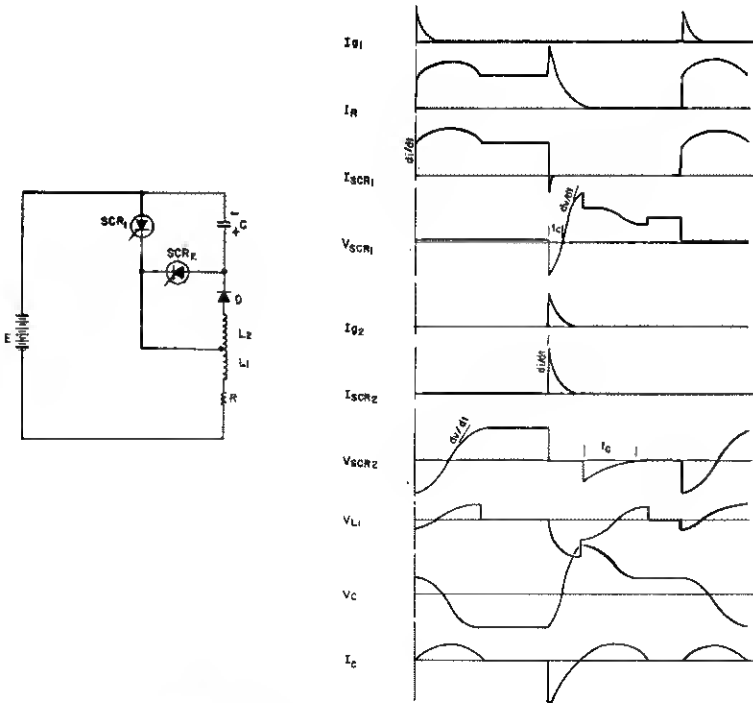 SCR1
C
SCR2
D
E
L2
L1
R
Ig1
IR
di/dt
ISCR1
dv/dt
tc
VSCR1
Ig2
di/dt
ISCR2
dv/dt
tc
VSCR2
VL1
VC
IC